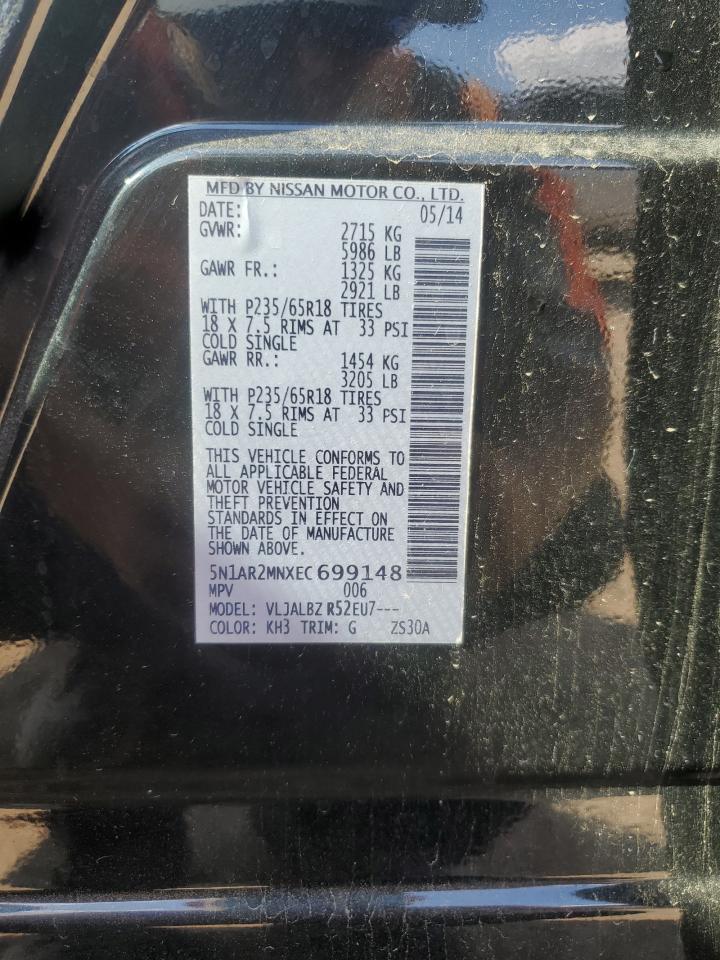 MFD BY NISSAN MOTOR CO., LTD.
DATE: 05/14
GVWR: 2715 KG
5986 LB
GAWR FR.: 1325 KG
2921 LB
WITH P235/65R18 TIRES
18 X 7.5 RIMS AT 33 PSI
COLD SINGLE
GAWR RR.: 1454 KG
3205 LB
WITH P235/65R18 TIRES
18 X 7.5 RIMS AT 33 PSI
COLD SINGLE
THIS VEHICLE CONFORMS TO
ALL APPLICABLE FEDERAL
MOTOR VEHICLE SAFETY AND
THEFT PREVENTION
STANDARDS IN EFFECT ON
THE DATE OF MANUFACTURE
SHOWN ABOVE.
5N1AR2MNXEC699148
MPV 006
MODEL: VLJALBZ R52EU7---
COLOR: KH3 TRIM: G ZS30A